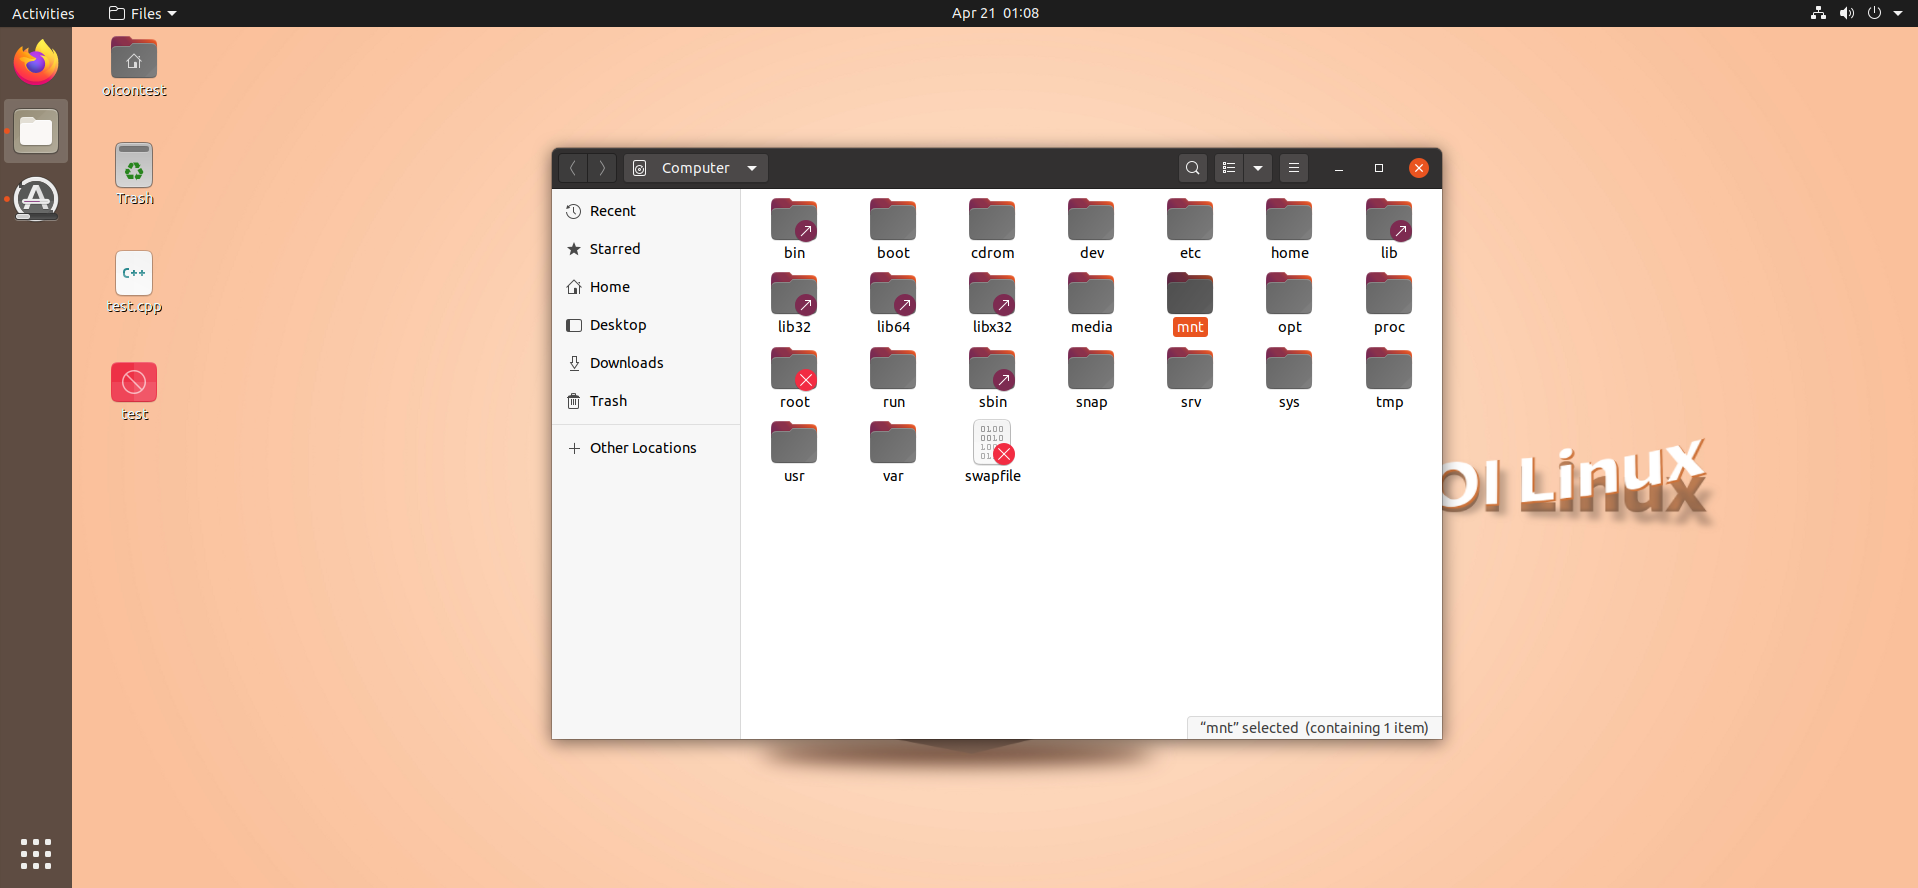 Activities
Files
Apr 21 01:08
oicontest
Trash
test.cpp
test
Computer
Recent
Starred
Home
Desktop
Downloads
Trash
Other Locations
bin boot cdrom dev etc home lib
lib32 lib64 libx32 media mnt opt proc
root run sbin snap srv sys tmp
usr var swapfile
“mnt” selected (containing 1 item)
OI Linux
C++